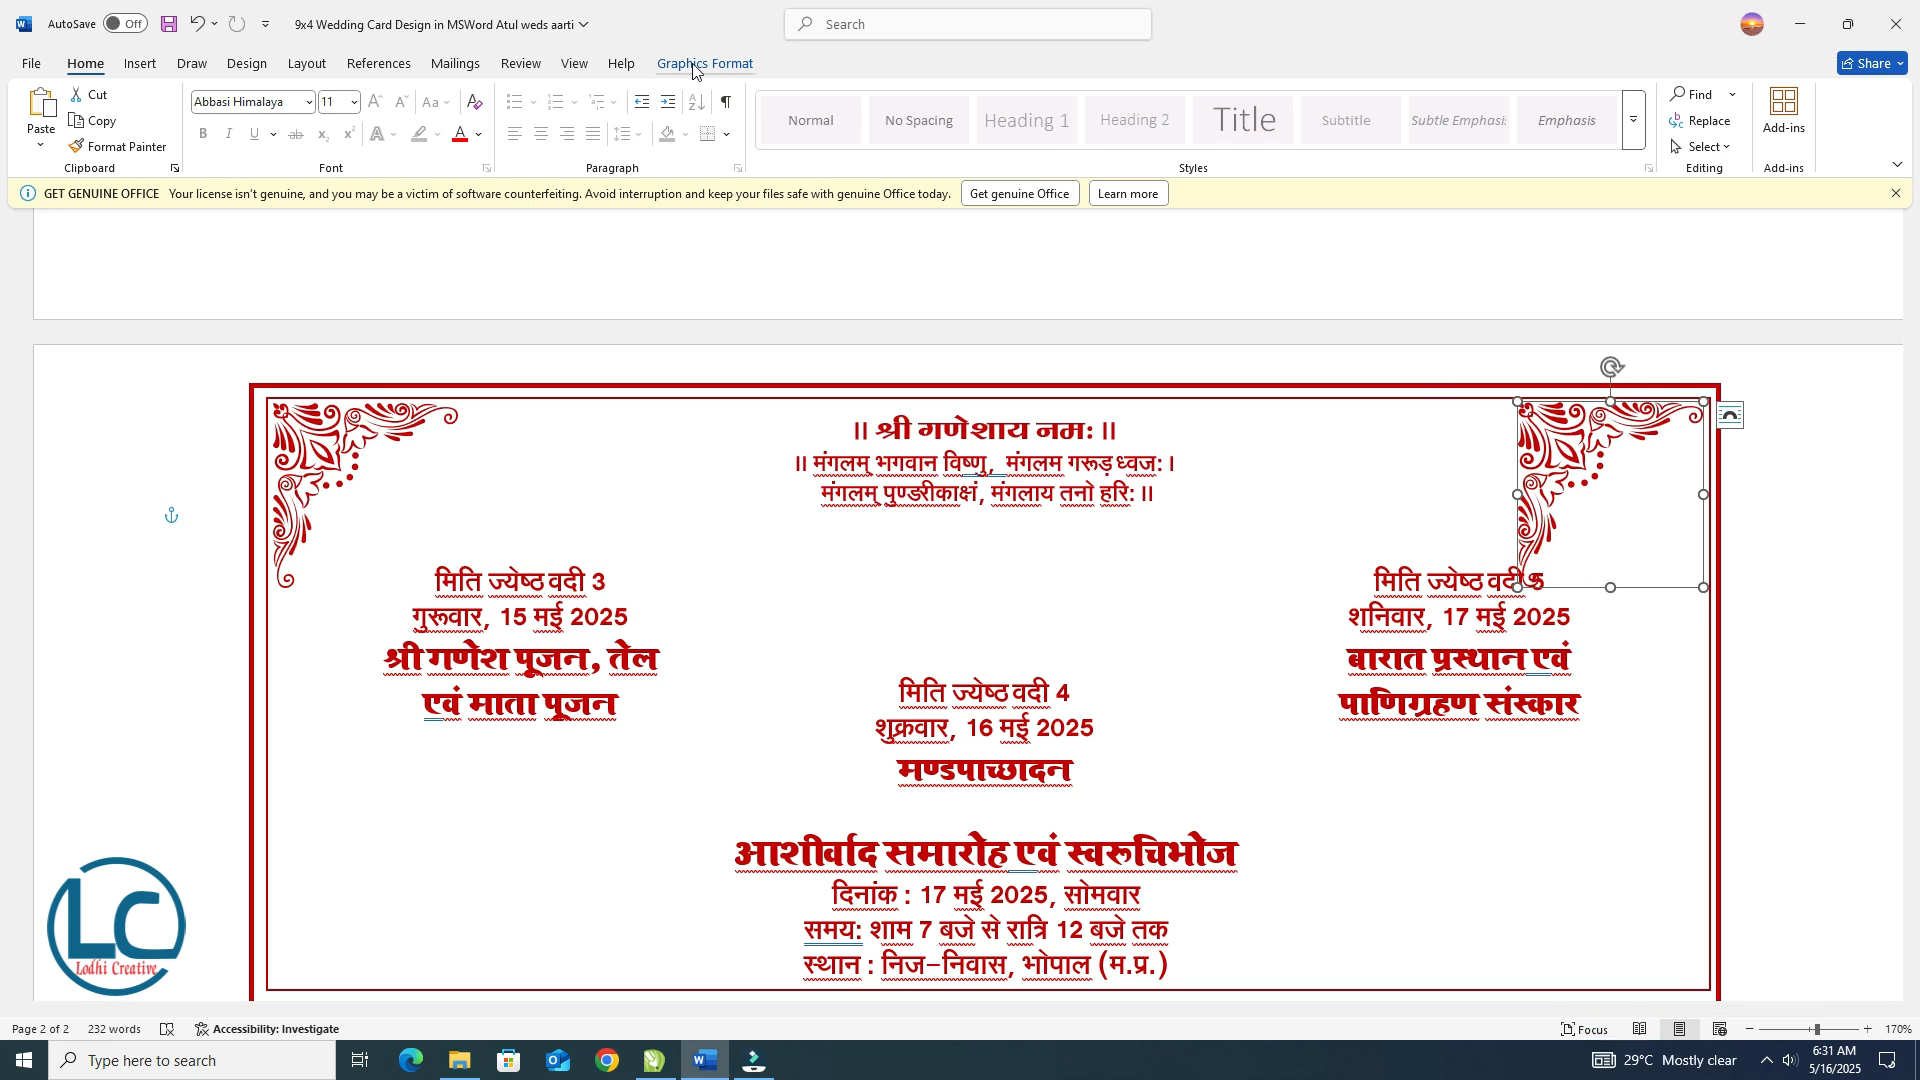 AutoSave Off 9x4 Wedding Card Design in MSWord Atul weds aarti Search
File Home Insert Draw Design Layout References Mailings Review View Help Graphics Format Share
Paste Cut Copy Format Painter Clipboard
Abbasi Himalaya 11 Font
Paragraph
Normal No Spacing Heading 1 Heading 2 Title Subtitle Subtle Emphasis Emphasis Styles
Find Replace Select Editing
Add-ins Add-ins
GET GENUINE OFFICE Your license isn't genuine, and you may be a victim of software counterfeiting. Avoid interruption and keep your files safe with genuine Office today. Get genuine Office Learn more
॥ श्री गणेशाय नमः ॥
॥ मंगलम् भगवान विष्णु, मंगलम गरूड़ ध्वजः ।
मंगलम् पुण्डरीकाक्षं, मंगलाय तनो हरिः ॥
मिति ज्येष्ठ वदी 3
गुरूवार, 15 मई 2025
श्री गणेश पूजन, तेल
एवं माता पूजन
मिति ज्येष्ठ वदी 4
शुक्रवार, 16 मई 2025
मण्डपाच्छादन
मिति ज्येष्ठ वदी 5
शनिवार, 17 मई 2025
बारात प्रस्थान एवं
पाणिग्रहण संस्कार
आशीर्वाद समारोह एवं स्वरूचिभोज
दिनांक : 17 मई 2025, सोमवार
समय: शाम 7 बजे से रात्रि 12 बजे तक
स्थान : निज-निवास, भोपाल (म.प्र.)
LC
Lodhi Creative
Page 2 of 2 232 words Accessibility: Investigate Focus 170%
Type here to search 29°C Mostly clear 6:31 AM
5/16/2025